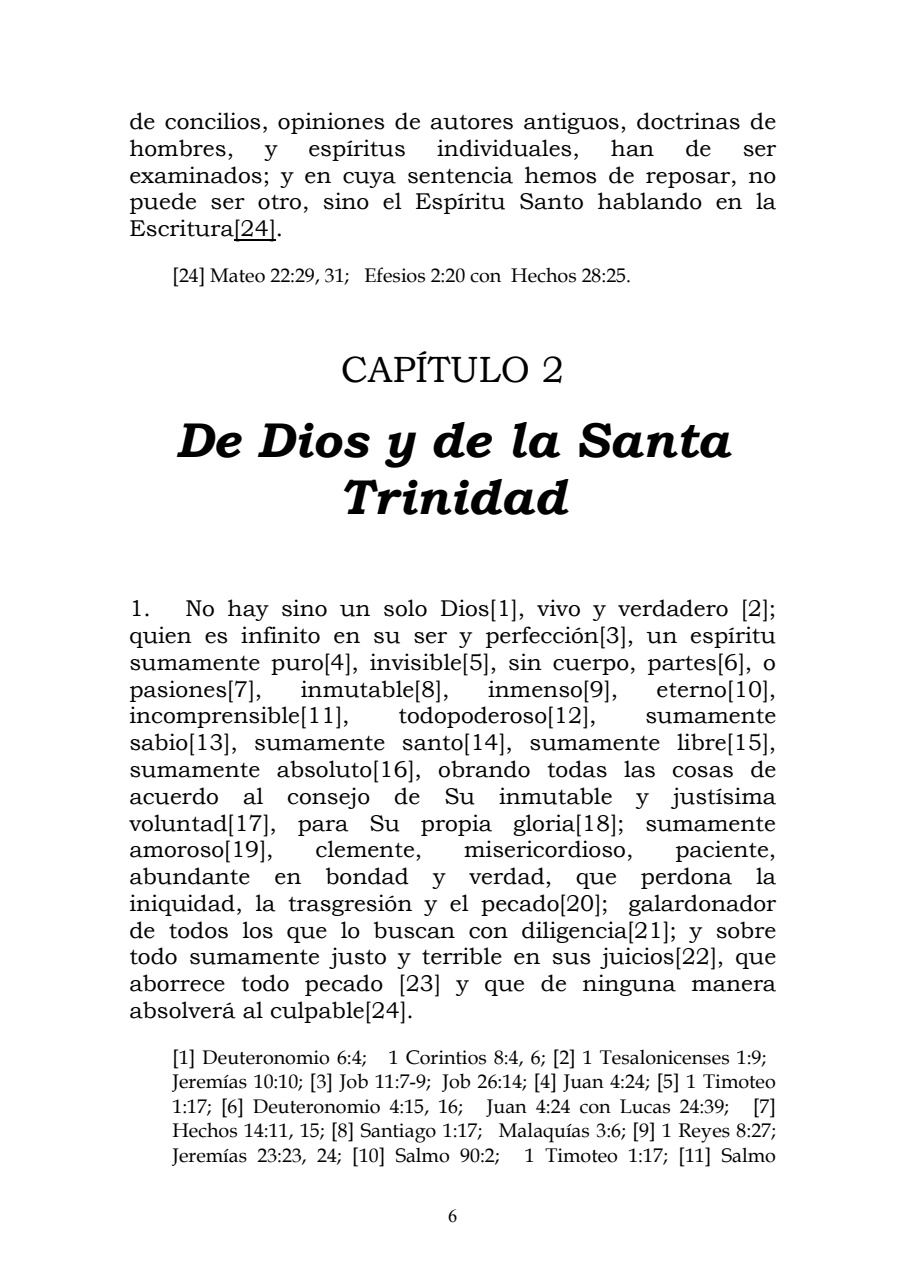 de concilios, opiniones de autores antiguos, doctrinas de
hombres, y espíritus individuales, han de ser
examinados; y en cuya sentencia hemos de reposar, no
puede ser otro, sino el Espíritu Santo hablando en la
Escritura[24].
[24] Mateo 22:29, 31; Efesios 2:20 con Hechos 28:25.
CAPÍTULO 2
De Dios y de la Santa
Trinidad
1. No hay sino un solo Dios[1], vivo y verdadero [2];
quien es infinito en su ser y perfección[3], un espíritu
sumamente puro[4], invisible[5], sin cuerpo, partes[6], o
pasiones[7], inmutable[8], inmenso[9], eterno[10],
incomprensible[11], todopoderoso[12], sumamente
sabio[13], sumamente santo[14], sumamente libre[15],
sumamente absoluto[16], obrando todas las cosas de
acuerdo al consejo de Su inmutable y justísima
voluntad[17], para Su propia gloria[18]; sumamente
amoroso[19], clemente, misericordioso, paciente,
abundante en bondad y verdad, que perdona la
iniquidad, la trasgresión y el pecado[20]; galardonador
de todos los que lo buscan con diligencia[21]; y sobre
todo sumamente justo y terrible en sus juicios[22], que
aborrece todo pecado [23] y que de ninguna manera
absolverá al culpable[24].
[1] Deuteronomio 6:4; 1 Corintios 8:4, 6; [2] 1 Tesalonicenses 1:9;
Jeremías 10:10; [3] Job 11:7-9; Job 26:14; [4] Juan 4:24; [5] 1 Timoteo
1:17; [6] Deuteronomio 4:15, 16; Juan 4:24 con Lucas 24:39; [7]
Hechos 14:11, 15; [8] Santiago 1:17; Malaquías 3:6; [9] 1 Reyes 8:27;
Jeremías 23:23, 24; [10] Salmo 90:2; 1 Timoteo 1:17; [11] Salmo
6